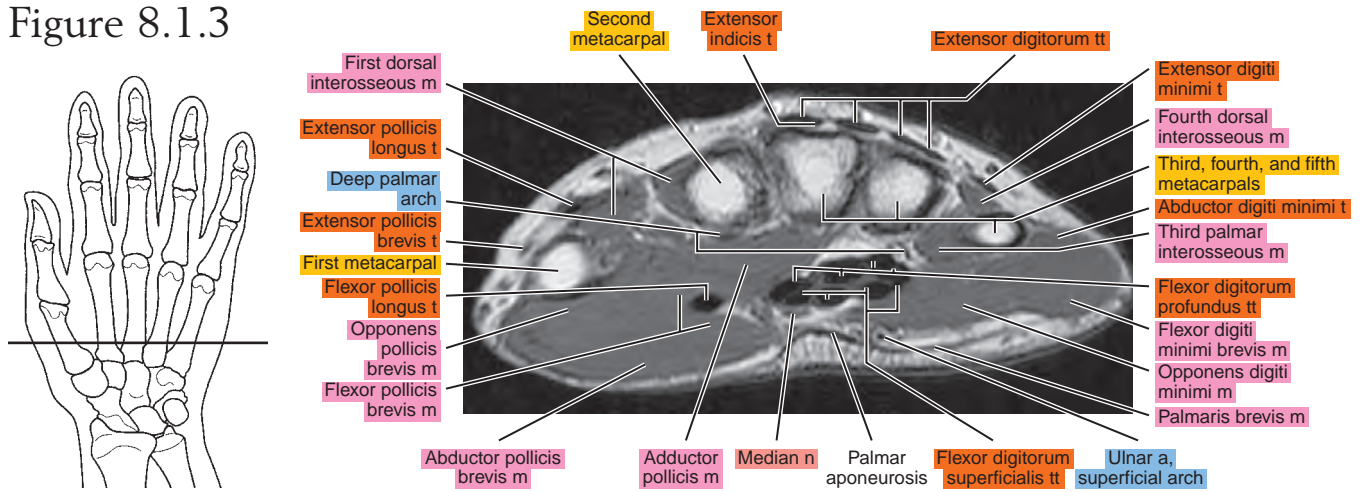 Figure 8.1.3
Second
metacarpal
Extensor
indicis t
Extensor digitorum tt
First dorsal
interosseous m
Extensor pollicis
longus t
Deep palmar
arch
Extensor pollicis
brevis t
First metacarpal
Flexor pollicis
longus t
Opponens
pollicis
brevis m
Flexor pollicis
brevis m
Extensor digiti
minimi t
Fourth dorsal
interosseous m
Third, fourth, and fifth
metacarpals
Abductor digiti minimi t
Third palmar
interosseous m
Flexor digitorum
profundus tt
Flexor digiti
minimi brevis m
Opponens digiti
minimi m
Palmaris brevis m
Abductor pollicis
brevis m
Adductor
pollicis m
Median n
Palmar
aponeurosis
Flexor digitorum
superficialis tt
Ulnar a,
superficial arch